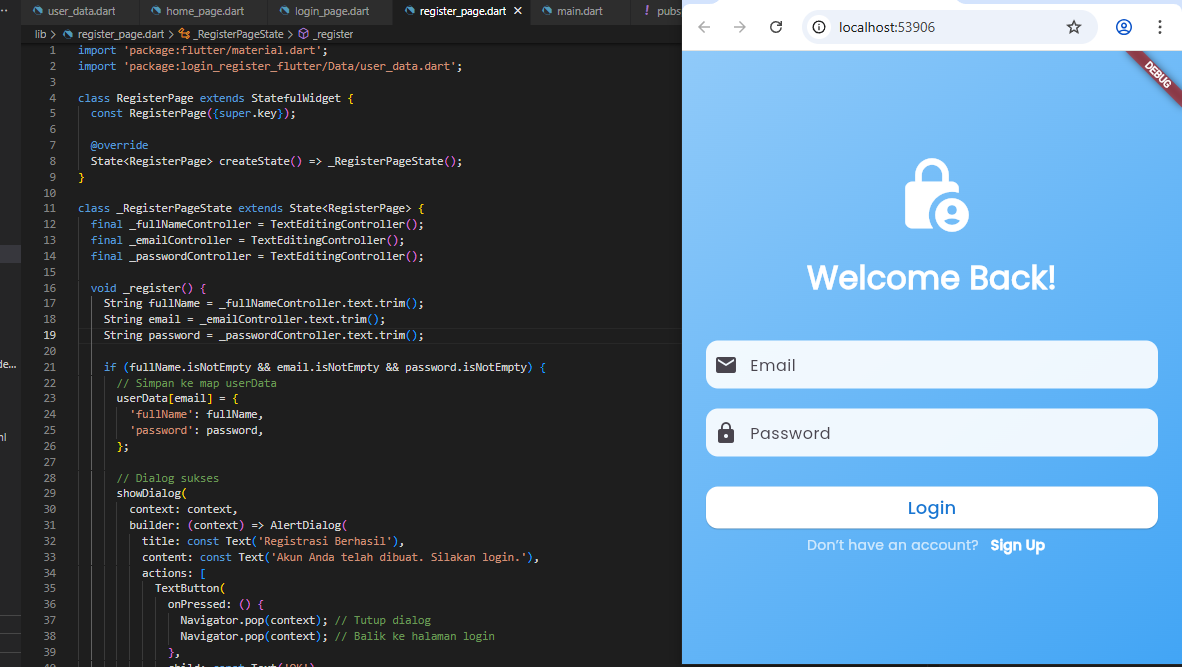 user_data.dart home_page.dart login_page.dart register_page.dart × main.dart ! pubs
lib > register_page.dart > _RegisterPageState > _register
1 import 'package:flutter/material.dart';
2 import 'package:login_register_flutter/Data/user_data.dart';
3
4 class RegisterPage extends StatefulWidget {
5 const RegisterPage({super.key});
6
7 @override
8 State<RegisterPage> createState() => _RegisterPageState();
9 }
10
11 class _RegisterPageState extends State<RegisterPage> {
12 final _fullNameController = TextEditingController();
13 final _emailController = TextEditingController();
14 final _passwordController = TextEditingController();
15
16 void _register() {
17 String fullName = _fullNameController.text.trim();
18 String email = _emailController.text.trim();
19 String password = _passwordController.text.trim();
20
21 if (fullName.isNotEmpty && email.isNotEmpty && password.isNotEmpty) {
22 // Simpan ke map userData
23 userData[email] = {
24 'fullName': fullName,
25 'password': password,
26 };
27
28 // Dialog sukses
29 showDialog(
30 context: context,
31 builder: (context) => AlertDialog(
32 title: const Text('Registrasi Berhasil'),
33 content: const Text('Akun Anda telah dibuat. Silakan login.'),
34 actions: [
35 TextButton(
36 onPressed: () {
37 Navigator.pop(context); // Tutup dialog
38 Navigator.pop(context); // Balik ke halaman login
39 },
localhost:53906
DEBUG
Welcome Back!
Email
Password
Login
Don't have an account? Sign Up